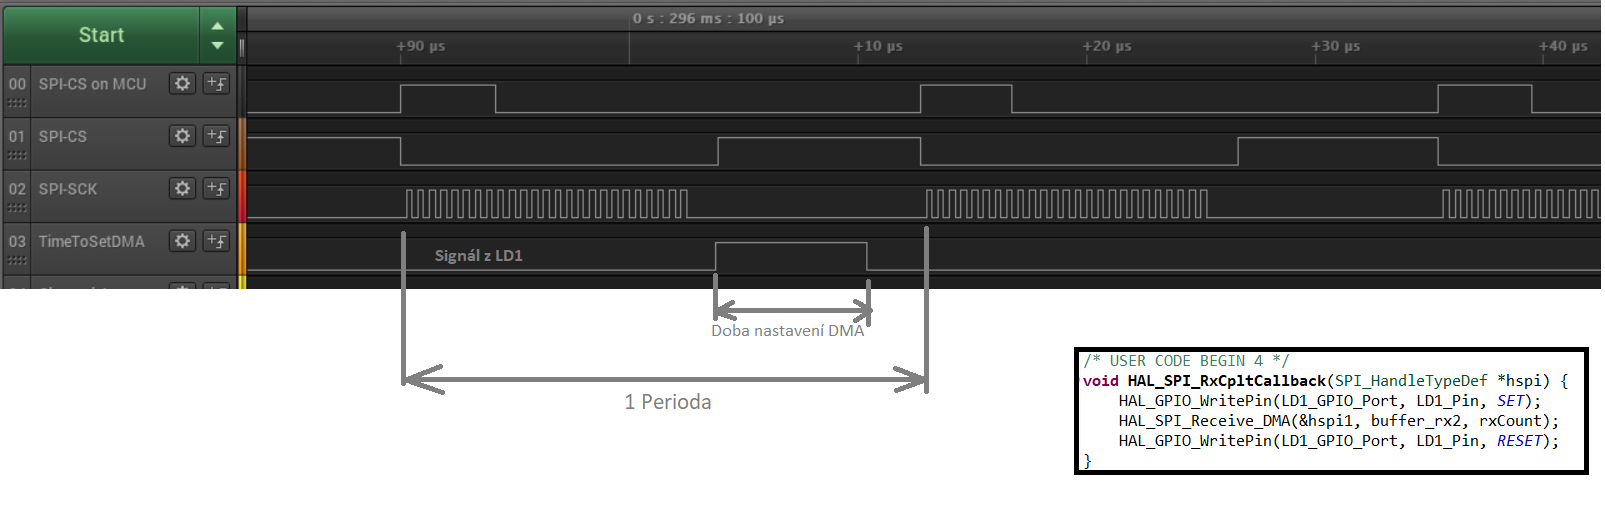 Start
0 s : 296 ms : 100 µs
+90 µs
+10 µs
+20 µs
+30 µs
+40 µs
00 SPI-CS on MCU
01 SPI-CS
02 SPI-SCK
03 TimeToSetDMA
Signál z LD1
Doba nastavení DMA
1 Perioda
/* USER CODE BEGIN 4 */
void HAL_SPI_RxCpltCallback(SPI_HandleTypeDef *hspi) {
HAL_GPIO_WritePin(LD1_GPIO_Port, LD1_Pin, SET);
HAL_SPI_Receive_DMA(&hspi1, buffer_rx2, rxCount);
HAL_GPIO_WritePin(LD1_GPIO_Port, LD1_Pin, RESET);
}